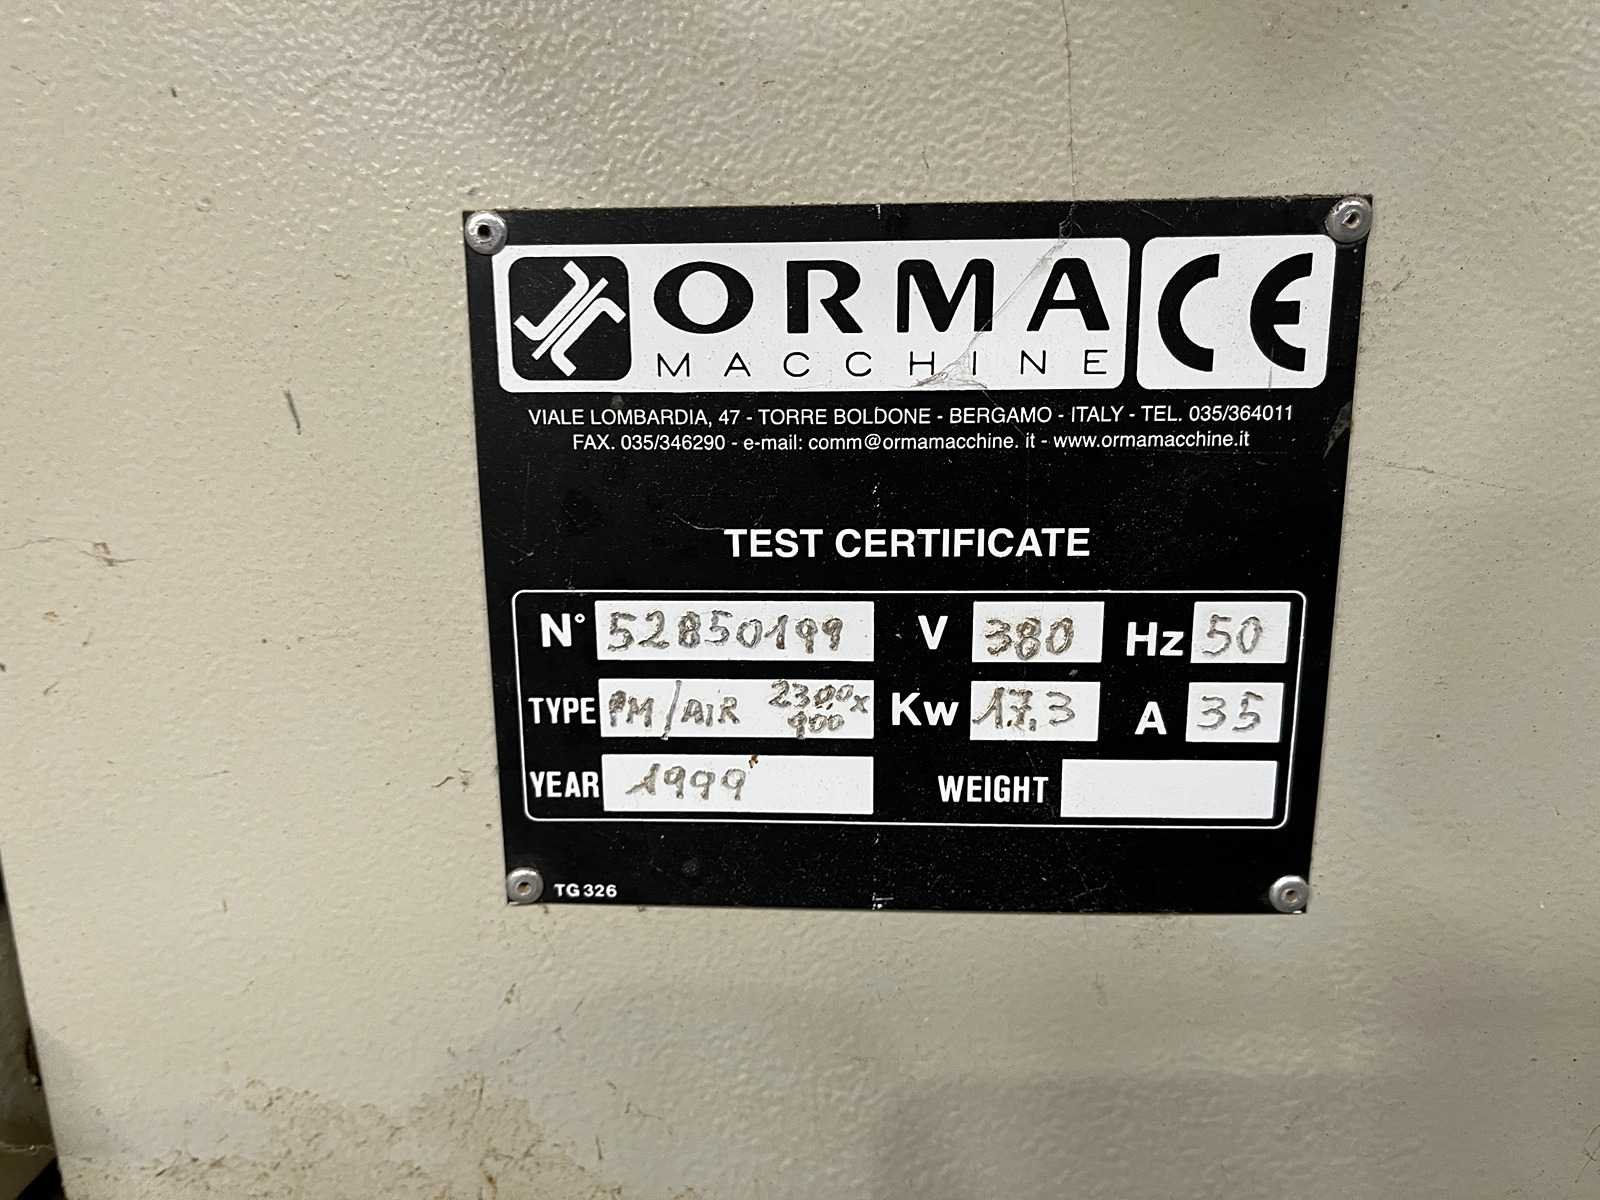 ORMA CE
MACCHINE
VIALE LOMBARDIA, 47 - TORRE BOLDONE - BERGAMO - ITALY - TEL. 035/364011
FAX. 035/346290 - e-mail: comm@ormamacchine. it - www.ormamacchine.it
TEST CERTIFICATE
N° 52850199 V 380 Hz 50
TYPE PM/AIR 2300x900 Kw 17.3 A 35
YEAR 1999 WEIGHT
TG 326